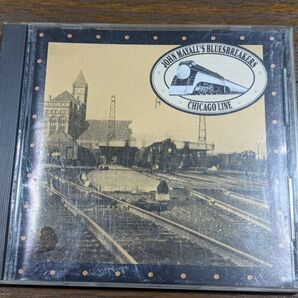 JOHN MAYALL'S BLUESBREAKERS
CHICAGO LINE